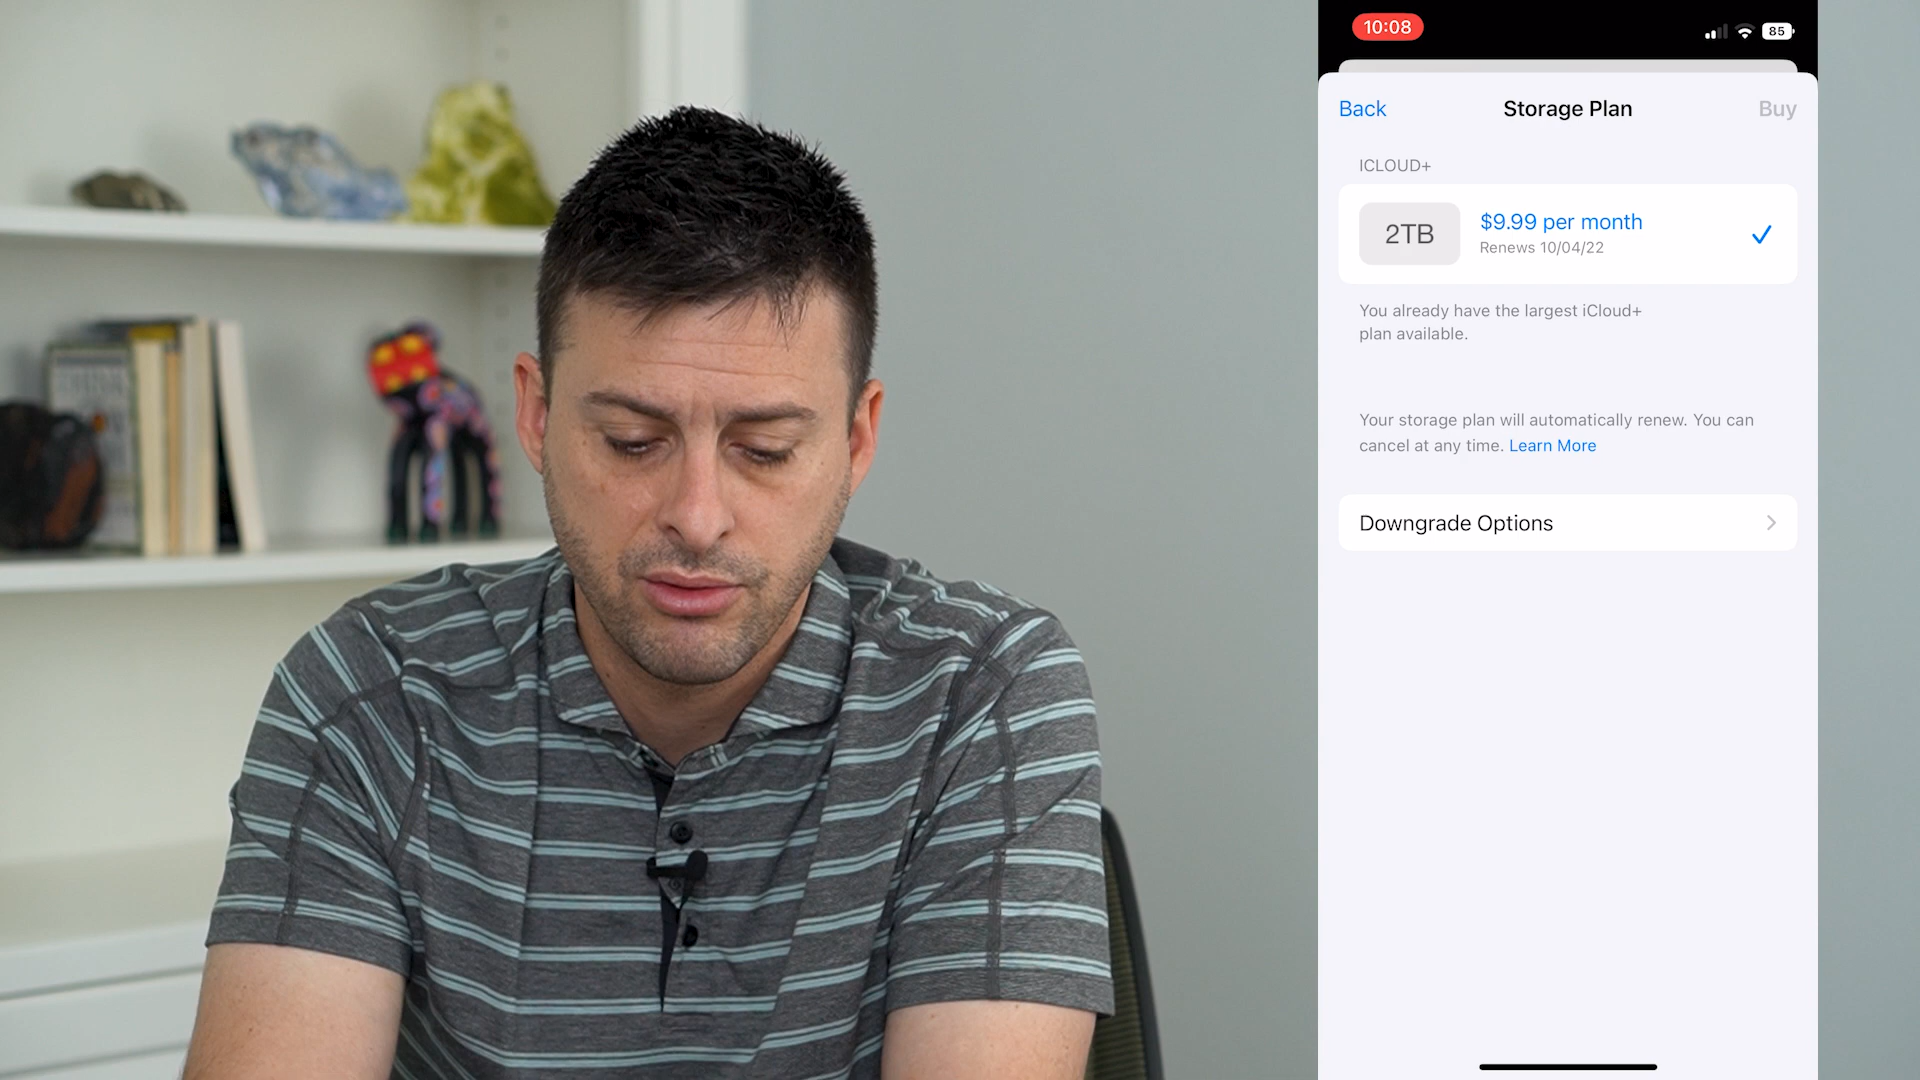 10:08
85
Back
Storage Plan
Buy
ICLOUD+
2TB
$9.99 per month
Renews 10/04/22
You already have the largest iCloud+
plan available.
Your storage plan will automatically renew. You can
cancel at any time. Learn More
Downgrade Options